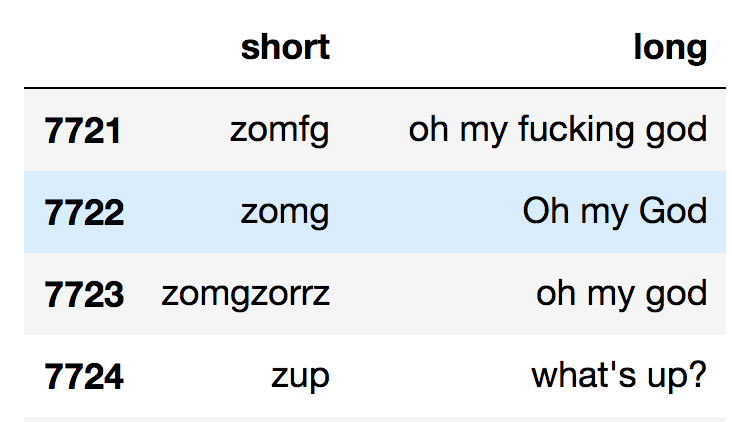 short long
7721 zomfg oh my fucking god
7722 zomg Oh my God
7723 zomgzorrz oh my god
7724 zup what's up?